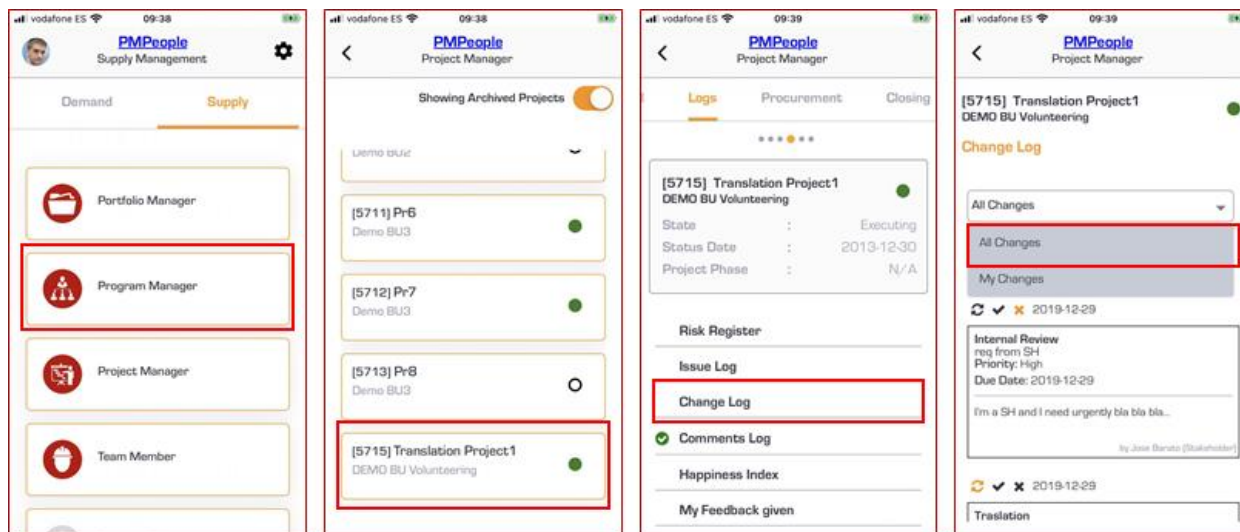 vodafone ES 09:38
PMPeople
Supply Management
Demand Supply
Portfolio Manager
Program Manager
Project Manager
Team Member
vodafone ES 09:38
PMPeople
Project Manager
Showing Archived Projects
Demo BU2
[5711] Pr6
Demo BU3
[5712] Pr7
Demo BU3
[5713] Pr8
Demo BU3
[5715] Translation Project1
DEMO BU Volunteering
vodafone ES 09:39
PMPeople
Project Manager
Logs Procurement Closing
[5715] Translation Project1
DEMO BU Volunteering
State : Executing
Status Date : 2013-12-30
Project Phase : N/A
Risk Register
Issue Log
Change Log
Comments Log
Happiness Index
My Feedback given
vodafone ES 09:39
PMPeople
Project Manager
[5715] Translation Project1
DEMO BU Volunteering
Change Log
All Changes
All Changes
My Changes
2019-12-29
Internal Review
req from SH
Priority: High
Due Date: 2019-12-29
I'm a SH and I need urgently bla bla bla...
by Jose Barato (Stakeholder)
2019-12-29
Traslation